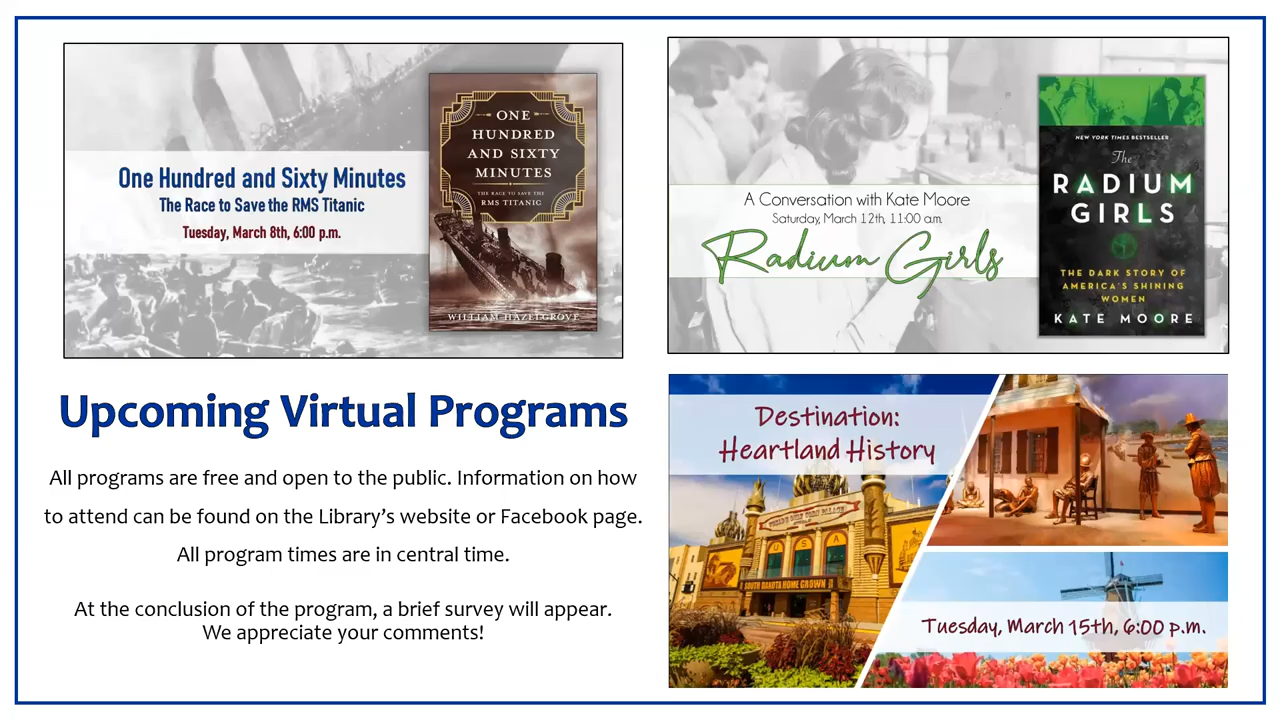 One Hundred and Sixty Minutes
The Race to Save the RMS Titanic
Tuesday, March 8th, 6:00 p.m.
ONE
HUNDRED
AND SIXTY
MINUTES
THE RACE TO SAVE THE
RMS TITANIC
WILLIAM HAZELGROVE
A Conversation with Kate Moore
Saturday, March 12th, 11:00 a.m.
Radium Girls
NEW YORK TIMES BESTSELLER
The
RADIUM
GIRLS
THE DARK STORY OF
AMERICA'S SHINING
WOMEN
KATE MOORE
Upcoming Virtual Programs
All programs are free and open to the public. Information on how
to attend can be found on the Library's website or Facebook page.
All program times are in central time.
At the conclusion of the program, a brief survey will appear.
We appreciate your comments!
Destination:
Heartland History
WORLD'S ONLY CORN PALACE
U S A
SOUTH DAKOTA HOME GROWN
Tuesday, March 15th, 6:00 p.m.